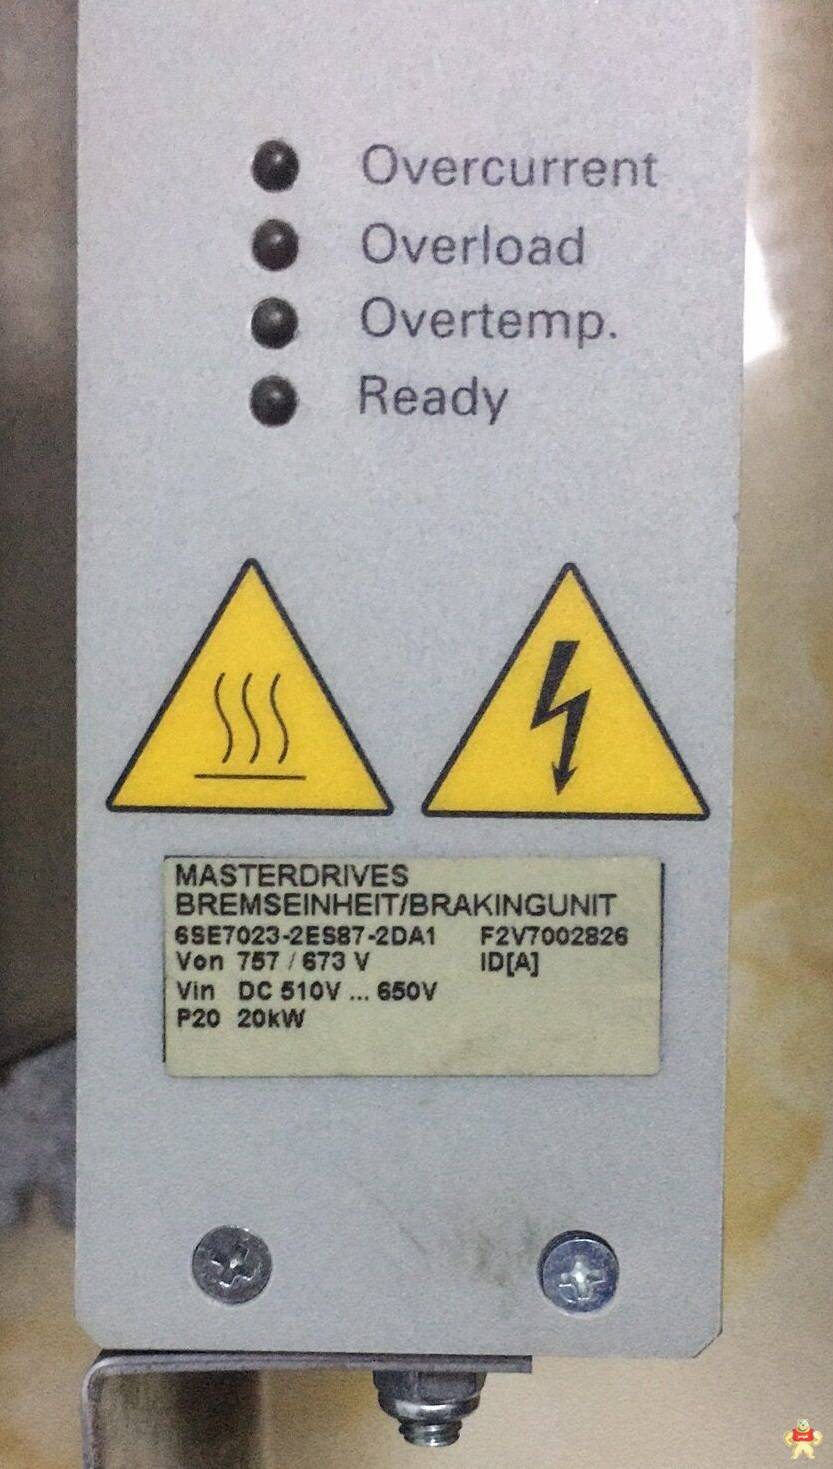 Overcurrent
Overload
Overtemp.
Ready
MASTERDRIVES
BREMSEINHEIT/BRAKINGUNIT
6SE7023-2ES87-2DA1 F2V7002826
Von 757 / 673 V ID[A]
Vin DC 510V ... 650V
P20 20kW